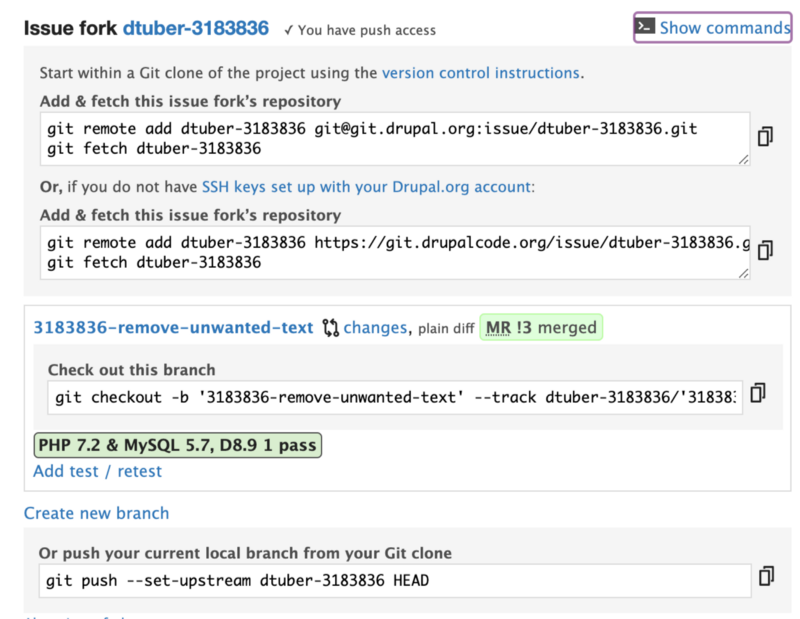 Issue fork dtuber-3183836 ✓ You have push access
Show commands
Start within a Git clone of the project using the version control instructions.
Add & fetch this issue fork's repository
git remote add dtuber-3183836 git@git.drupal.org:issue/dtuber-3183836.git
git fetch dtuber-3183836
Or, if you do not have SSH keys set up with your Drupal.org account:
Add & fetch this issue fork's repository
git remote add dtuber-3183836 https://git.drupalcode.org/issue/dtuber-3183836.g
git fetch dtuber-3183836
3183836-remove-unwanted-text changes, plain diff MR !3 merged
Check out this branch
git checkout -b '3183836-remove-unwanted-text' --track dtuber-3183836/'31838
PHP 7.2 & MySQL 5.7, D8.9 1 pass
Add test / retest
Create new branch
Or push your current local branch from your Git clone
git push --set-upstream dtuber-3183836 HEAD